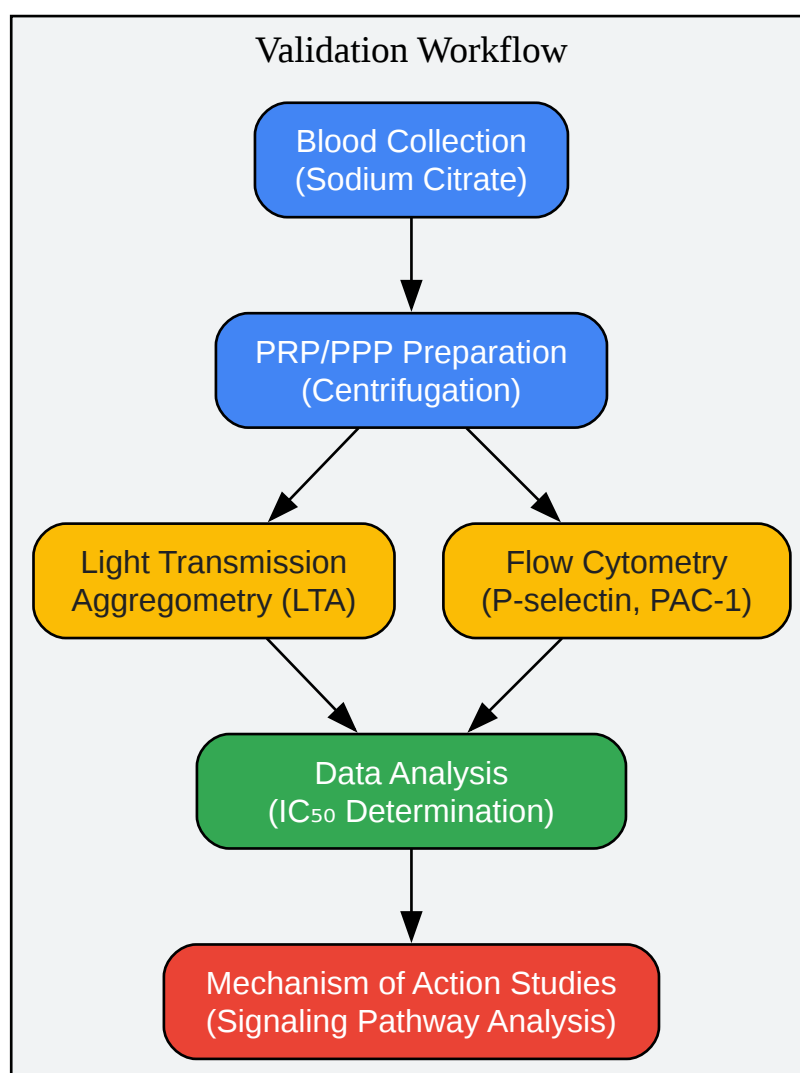 Validation Workflow
Blood Collection
(Sodium Citrate)
PRP/PPP Preparation
(Centrifugation)
Light Transmission
Aggregometry (LTA)
Flow Cytometry
(P-selectin, PAC-1)
Data Analysis
(IC₅₀ Determination)
Mechanism of Action Studies
(Signaling Pathway Analysis)